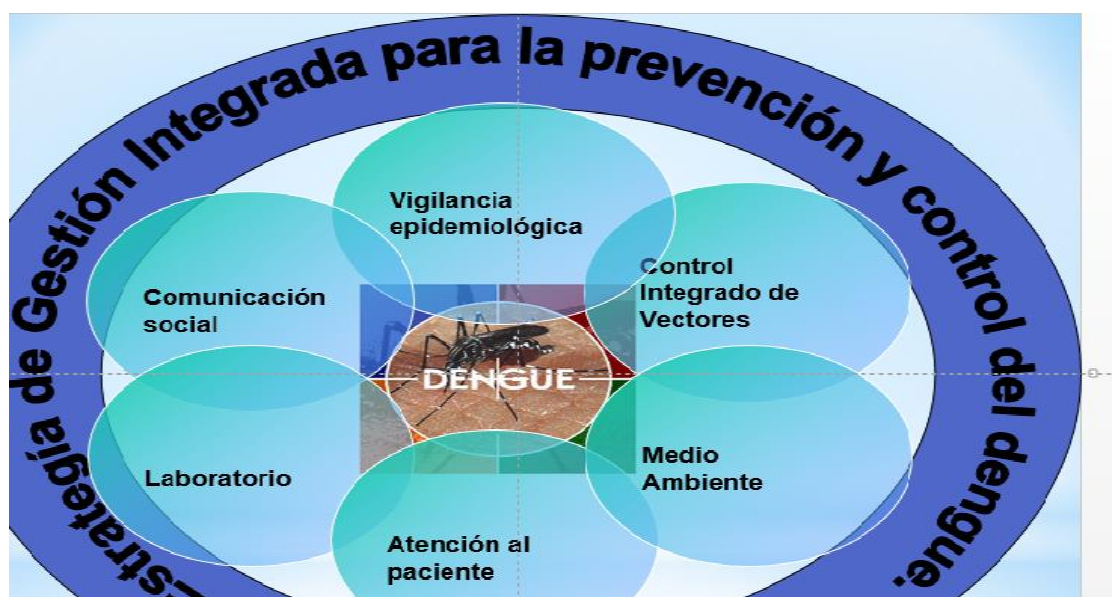 Estrategía de Gestión Integrada para la prevención y control del dengue.
Vigilancia
epidemiológica
Control
Integrado de
Vectores
Comunicación
social
DENGUE
Laboratorio
Medio
Ambiente
Atención al
paciente